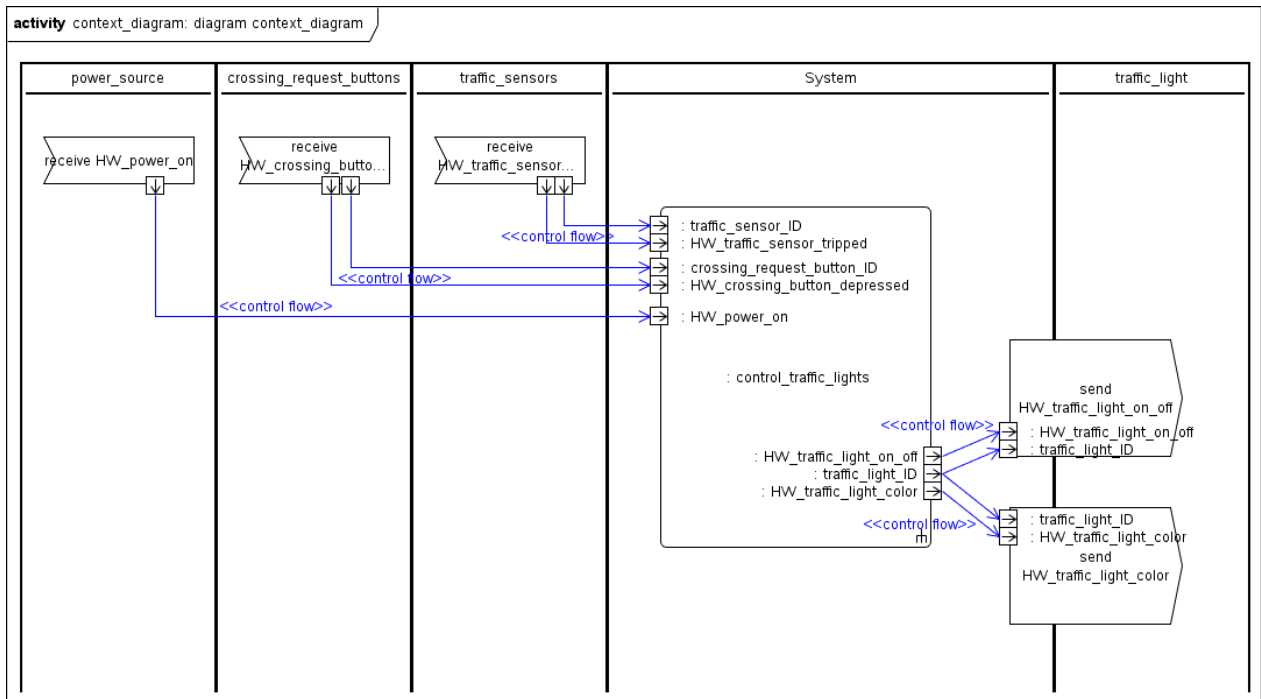 activity context_diagram: diagram context_diagram
power_source
crossing_request_buttons
traffic_sensors
System
traffic_light
receive HW_power_on
receive
HW_crossing_butto...
receive
HW_traffic_sensor...
: traffic_sensor_ID
<<control flow>>
: HW_traffic_sensor_tripped
: crossing_request_button_ID
<<control flow>>
: HW_crossing_button_depressed
<<control flow>>
: HW_power_on
: control_traffic_lights
send
HW_traffic_light_on_off
<<control flow>>
: HW_traffic_light_on_off
: traffic_light_ID
: HW_traffic_light_on_off
: traffic_light_ID
: HW_traffic_light_color
<<control flow>>
: traffic_light_ID
: HW_traffic_light_color
send
HW_traffic_light_color